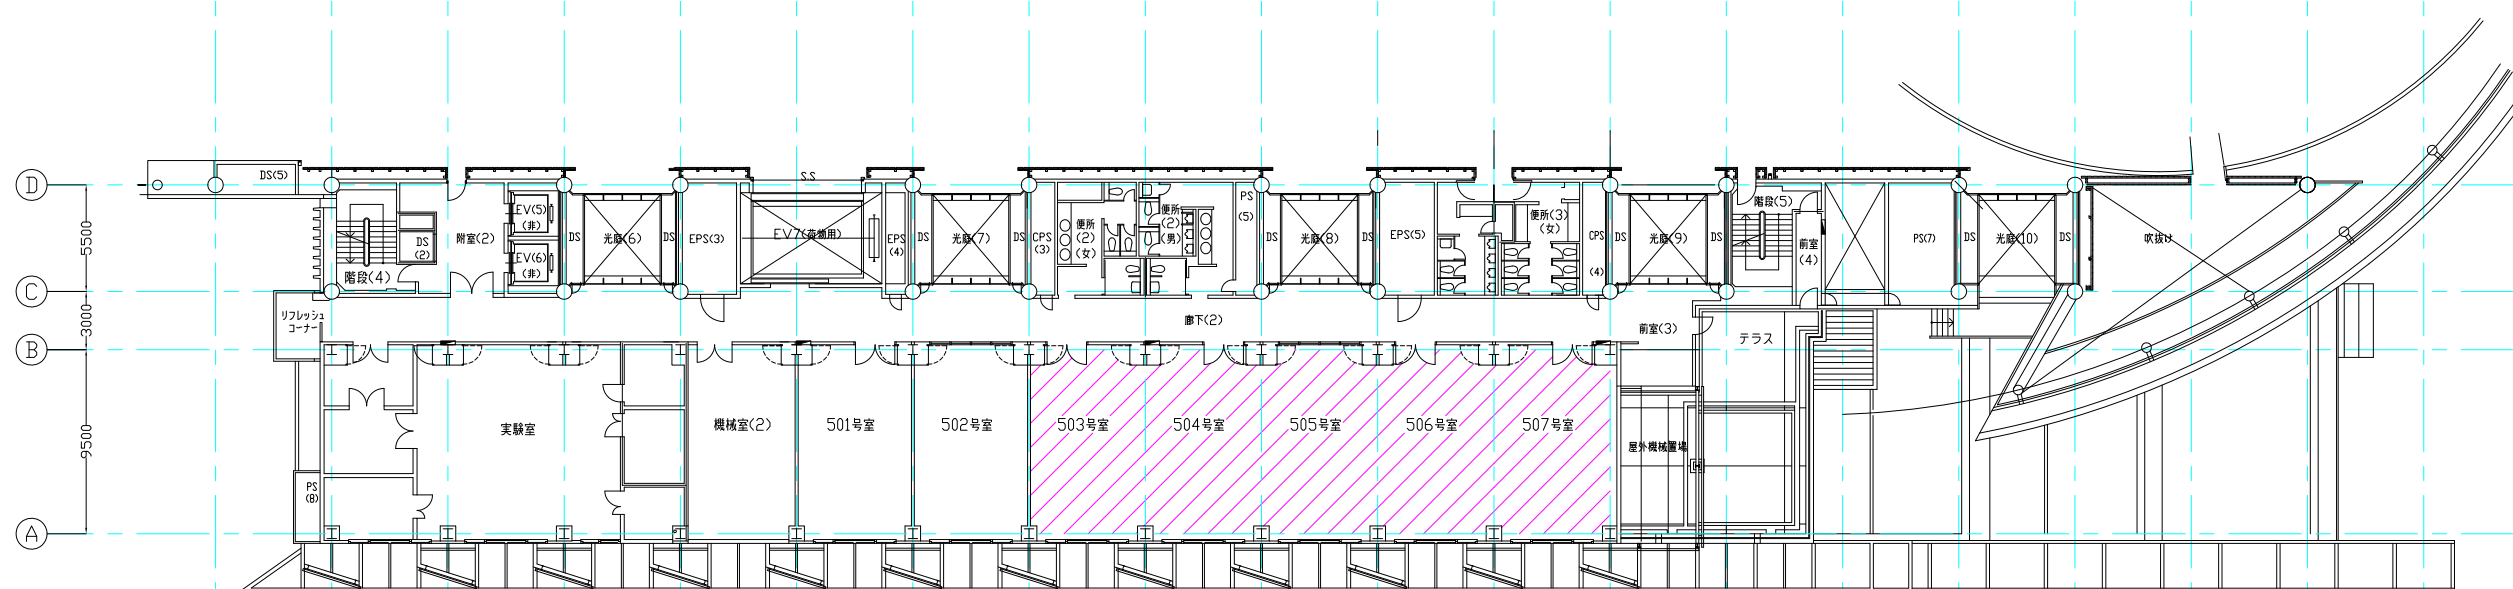 S.S
D
DS(5)
EV(5)
(非)
附室(2)
DS
(2)
階段(4)
EV(6)
(非)
DS
光庭(6)
DS
EPS(3)
EV7(荷物用)
EPS
(4)
DS
光庭(7)
DS
CPS
(3)
便所
(2)
(女)
便所
(2)
(男)
PS
(5)
DS
光庭(8)
DS
EPS(5)
便所(3)
(女)
CPS
(4)
DS
光庭(9)
DS
階段(5)
前室
(4)
PS(7)
DS
光庭(10)
DS
吹抜け
5500
C
3000
リフレッシュ
コーナー
廊下(2)
前室(3)
テラス
B
9500
実験室
機械室(2)
501号室
502号室
503号室
504号室
505号室
506号室
507号室
屋外機械置場
PS
(8)
A